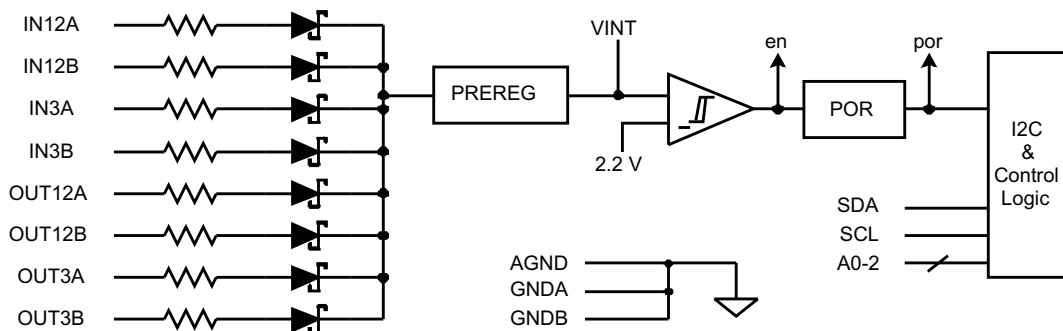 IN12A
IN12B
IN3A
IN3B
OUT12A
OUT12B
OUT3A
OUT3B
PREREG
VINT
2.2 V
en
POR
por
I2C
&
Control
Logic
SDA
SCL
A0-2
AGND
GNDA
GNDB